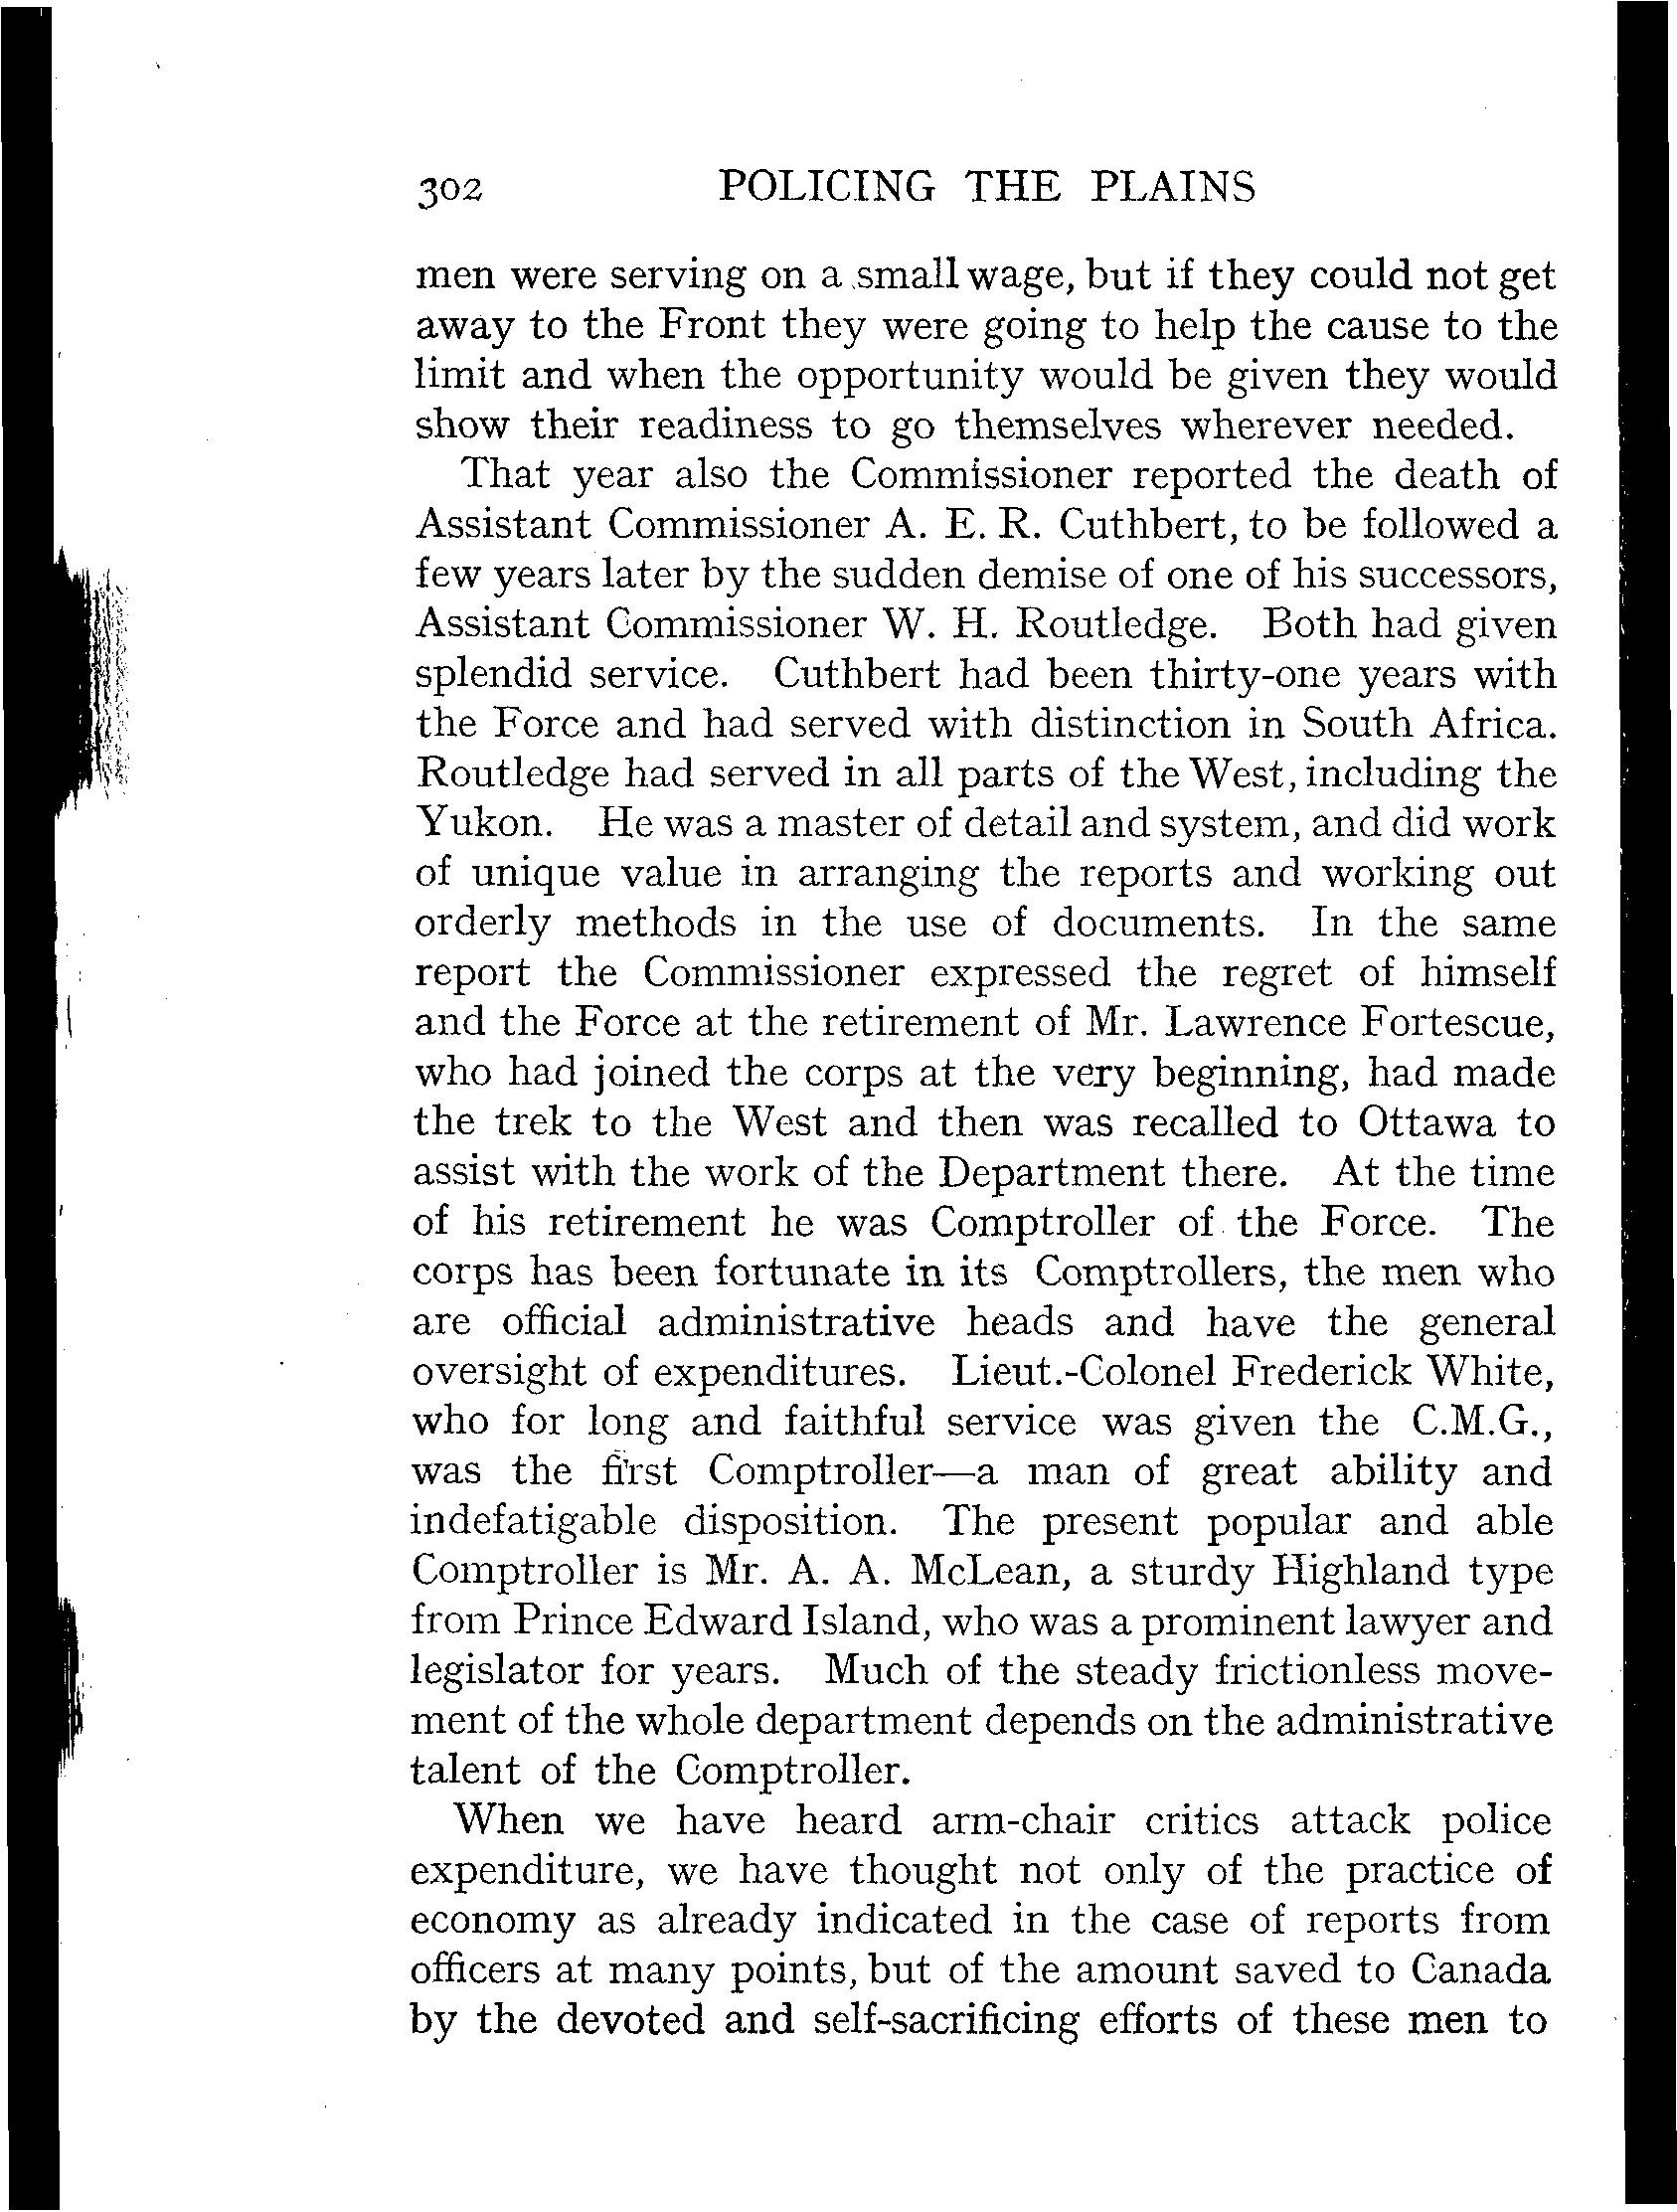 302 POLICING THE PLAINS
men were serving on a small wage, but if they could not get
away to the Front they were going to help the cause to the
limit and when the opportunity would be given they would
show their readiness to go themselves wherever needed.
That year also the Commissioner reported the death of
Assistant Commissioner A. E. R. Cuthbert, to be followed a
few years later by the sudden demise of one of his successors,
Assistant Commissioner W. H. Routledge. Both had given
splendid service. Cuthbert had been thirty-one years with
the Force and had served with distinction in South Africa.
Routledge had served in all parts of the West, including the
Yukon. He was a master of detail and system, and did work
of unique value in arranging the reports and working out
orderly methods in the use of documents. In the same
report the Commissioner expressed the regret of himself
and the Force at the retirement of Mr. Lawrence Fortescue,
who had joined the corps at the very beginning, had made
the trek to the West and then was recalled to Ottawa to
assist with the work of the Department there. At the time
of his retirement he was Comptroller of the Force. The
corps has been fortunate in its Comptrollers, the men who
are official administrative heads and have the general
oversight of expenditures. Lieut.-Colonel Frederick White,
who for long and faithful service was given the C.M.G.,
was the first Comptroller—a man of great ability and
indefatigable disposition. The present popular and able
Comptroller is Mr. A. A. McLean, a sturdy Highland type
from Prince Edward Island, who was a prominent lawyer and
legislator for years. Much of the steady frictionless move-
ment of the whole department depends on the administrative
talent of the Comptroller.
When we have heard arm-chair critics attack police
expenditure, we have thought not only of the practice of
economy as already indicated in the case of reports from
officers at many points, but of the amount saved to Canada
by the devoted and self-sacrificing efforts of these men to